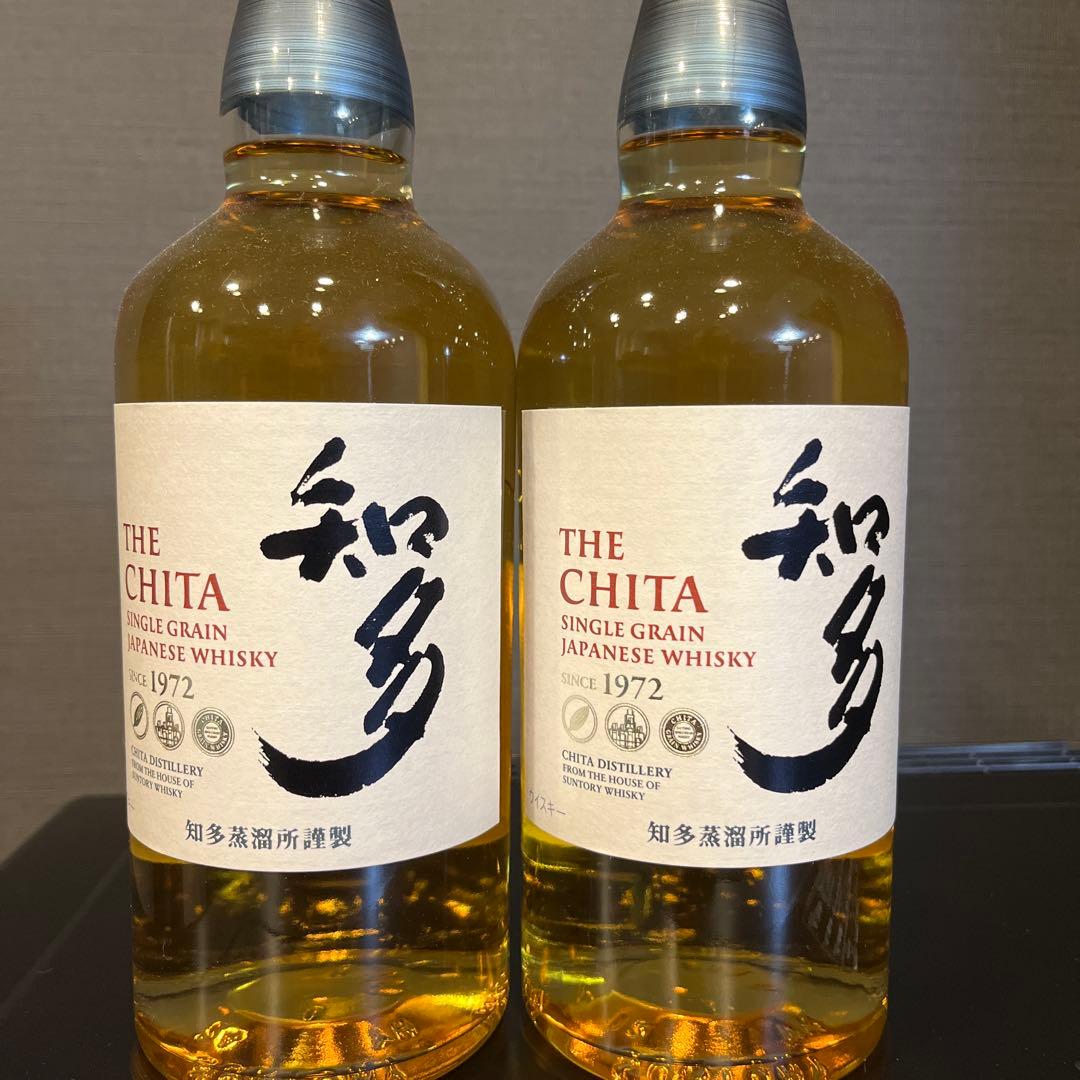 知多
THE
CHITA
SINGLE GRAIN
JAPANESE WHISKY
SINCE 1972
CHITA DISTILLERY
FROM THE HOUSE OF
SUNTORY WHISKY
知多蒸溜所謹製
知多
THE
CHITA
SINGLE GRAIN
JAPANESE WHISKY
SINCE 1972
CHITA
CHITA DISTILLERY
FROM THE HOUSE OF
SUNTORY WHISKY
ウイスキー
知多蒸溜所謹製